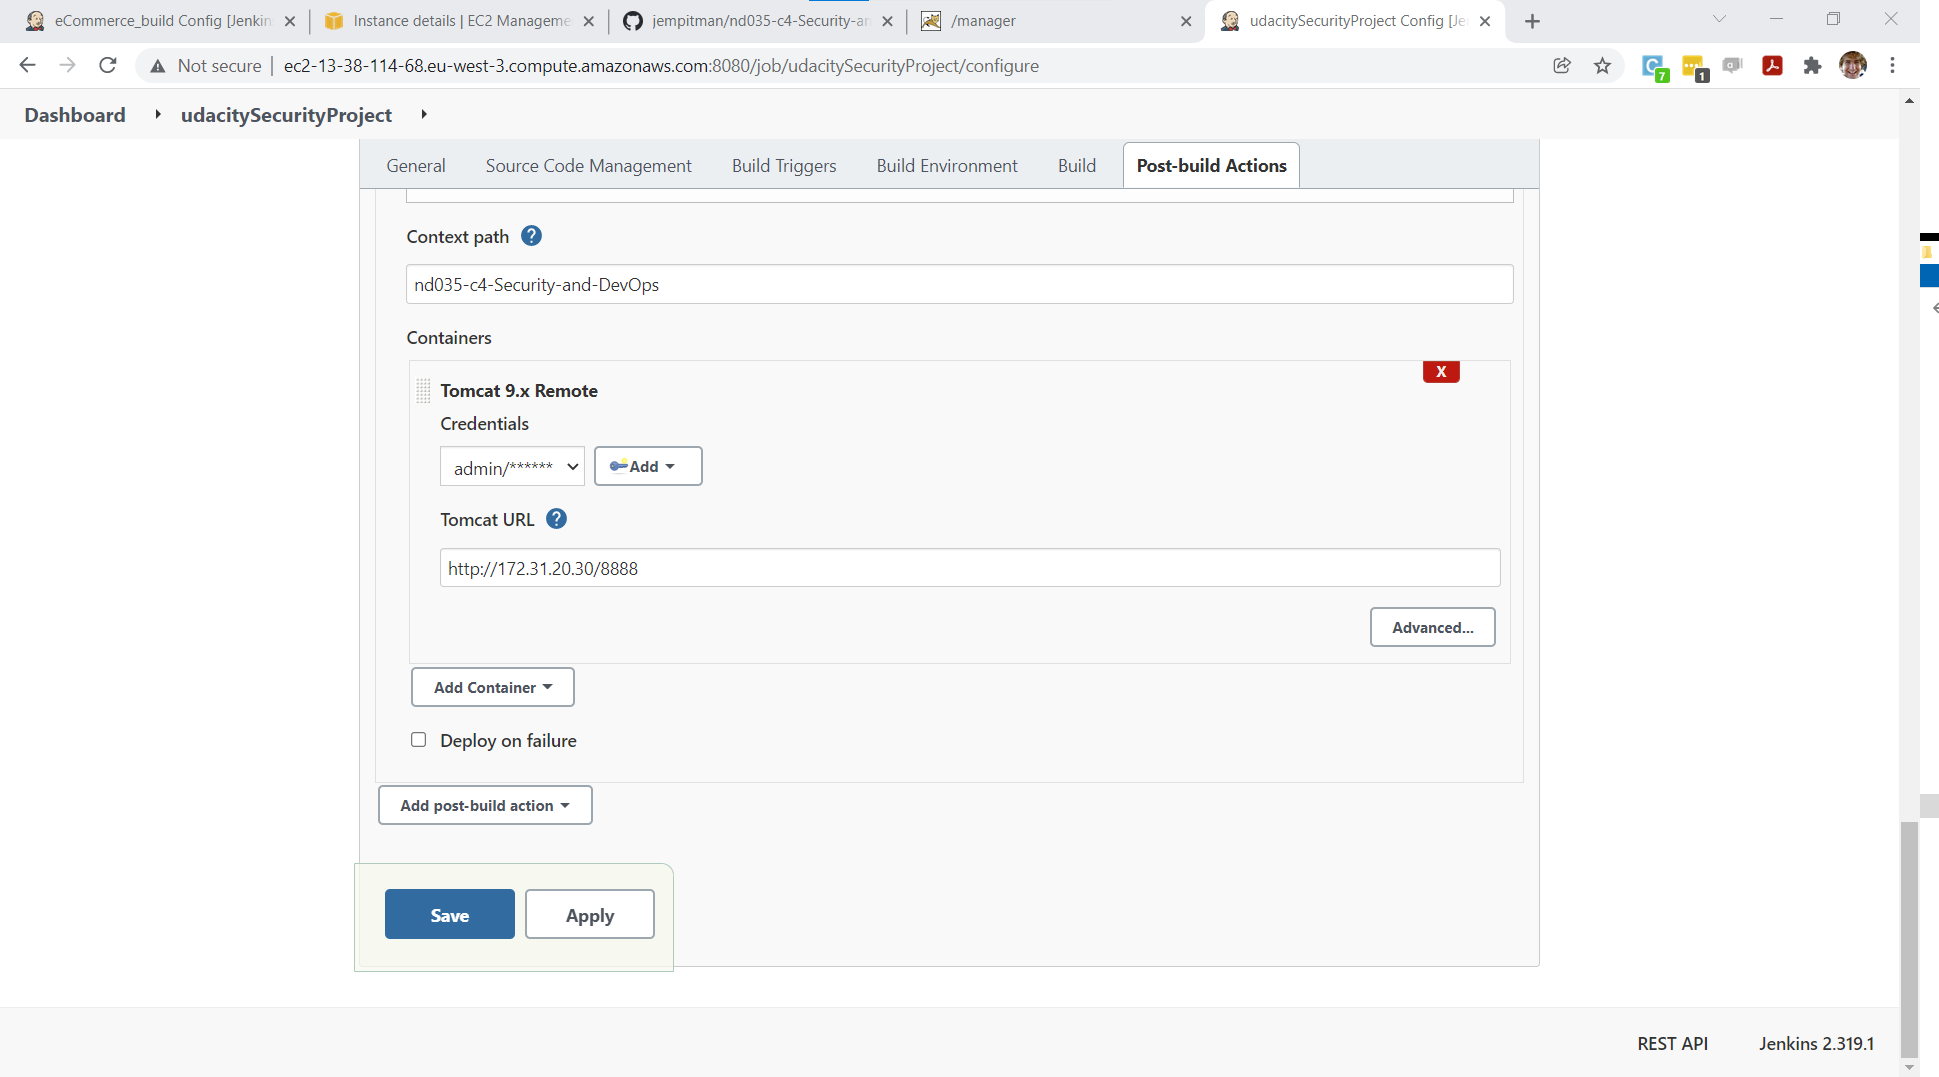 eCommerce_build Config [Jenkin
Instance details | EC2 Manageme
jempitman/nd035-c4-Security-an
/manager
udacitySecurityProject Config [Je
Not secure
ec2-13-38-114-68.eu-west-3.compute.amazonaws.com:8080/job/udacitySecurityProject/configure
7
1
Dashboard
udacitySecurityProject
General
Source Code Management
Build Triggers
Build Environment
Build
Post-build Actions
Context path ?
nd035-c4-Security-and-DevOps
Containers
X
Tomcat 9.x Remote
Credentials
admin/******
Add
Tomcat URL ?
http://172.31.20.30/8888
Advanced...
Add Container
Deploy on failure
Add post-build action
Save
Apply
REST API
Jenkins 2.319.1